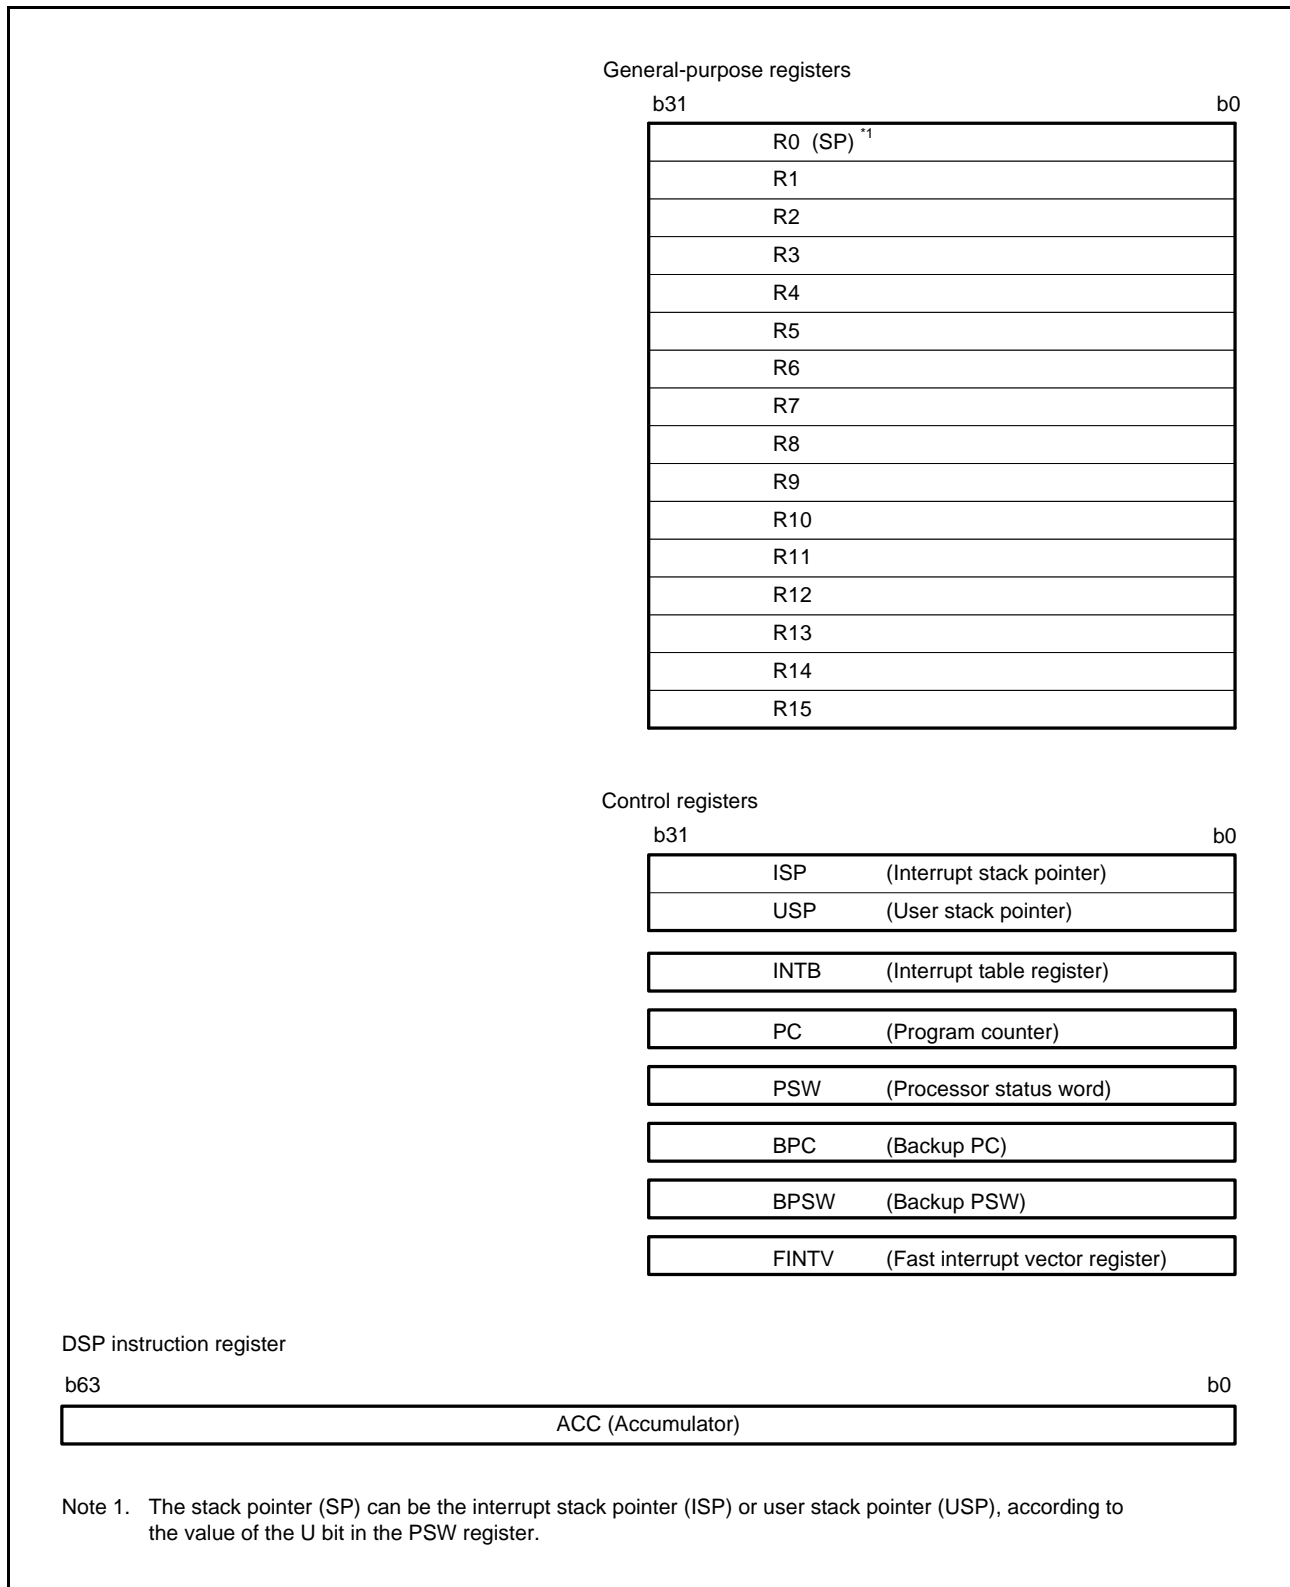 General-purpose registers
b31 b0
R0 (SP) *1
R1
R2
R3
R4
R5
R6
R7
R8
R9
R10
R11
R12
R13
R14
R15
Control registers
b31 b0
ISP (Interrupt stack pointer)
USP (User stack pointer)
INTB (Interrupt table register)
PC (Program counter)
PSW (Processor status word)
BPC (Backup PC)
BPSW (Backup PSW)
FINTV (Fast interrupt vector register)
DSP instruction register
b63 b0
ACC (Accumulator)
Note 1. The stack pointer (SP) can be the interrupt stack pointer (ISP) or user stack pointer (USP), according to
the value of the U bit in the PSW register.